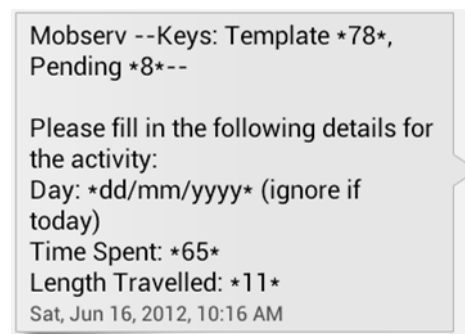 Mobserv --Keys: Template *78*,
Pending *8*--
Please fill in the following details for
the activity:
Day: *dd/mm/yyyy* (ignore if
today)
Time Spent: *65*
Length Travelled: *11*
Sat, Jun 16, 2012, 10:16 AM